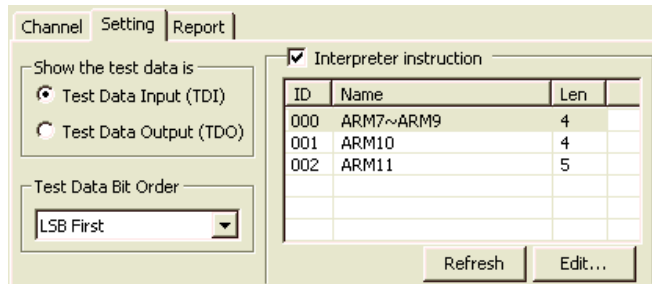 Channel Setting Report
Show the test data is
Test Data Input (TDI)
Test Data Output (TDO)
Test Data Bit Order
LSB First
Interpreter instruction
ID Name Len
000 ARM7~ARM9 4
001 ARM10 4
002 ARM11 5
Refresh Edit...